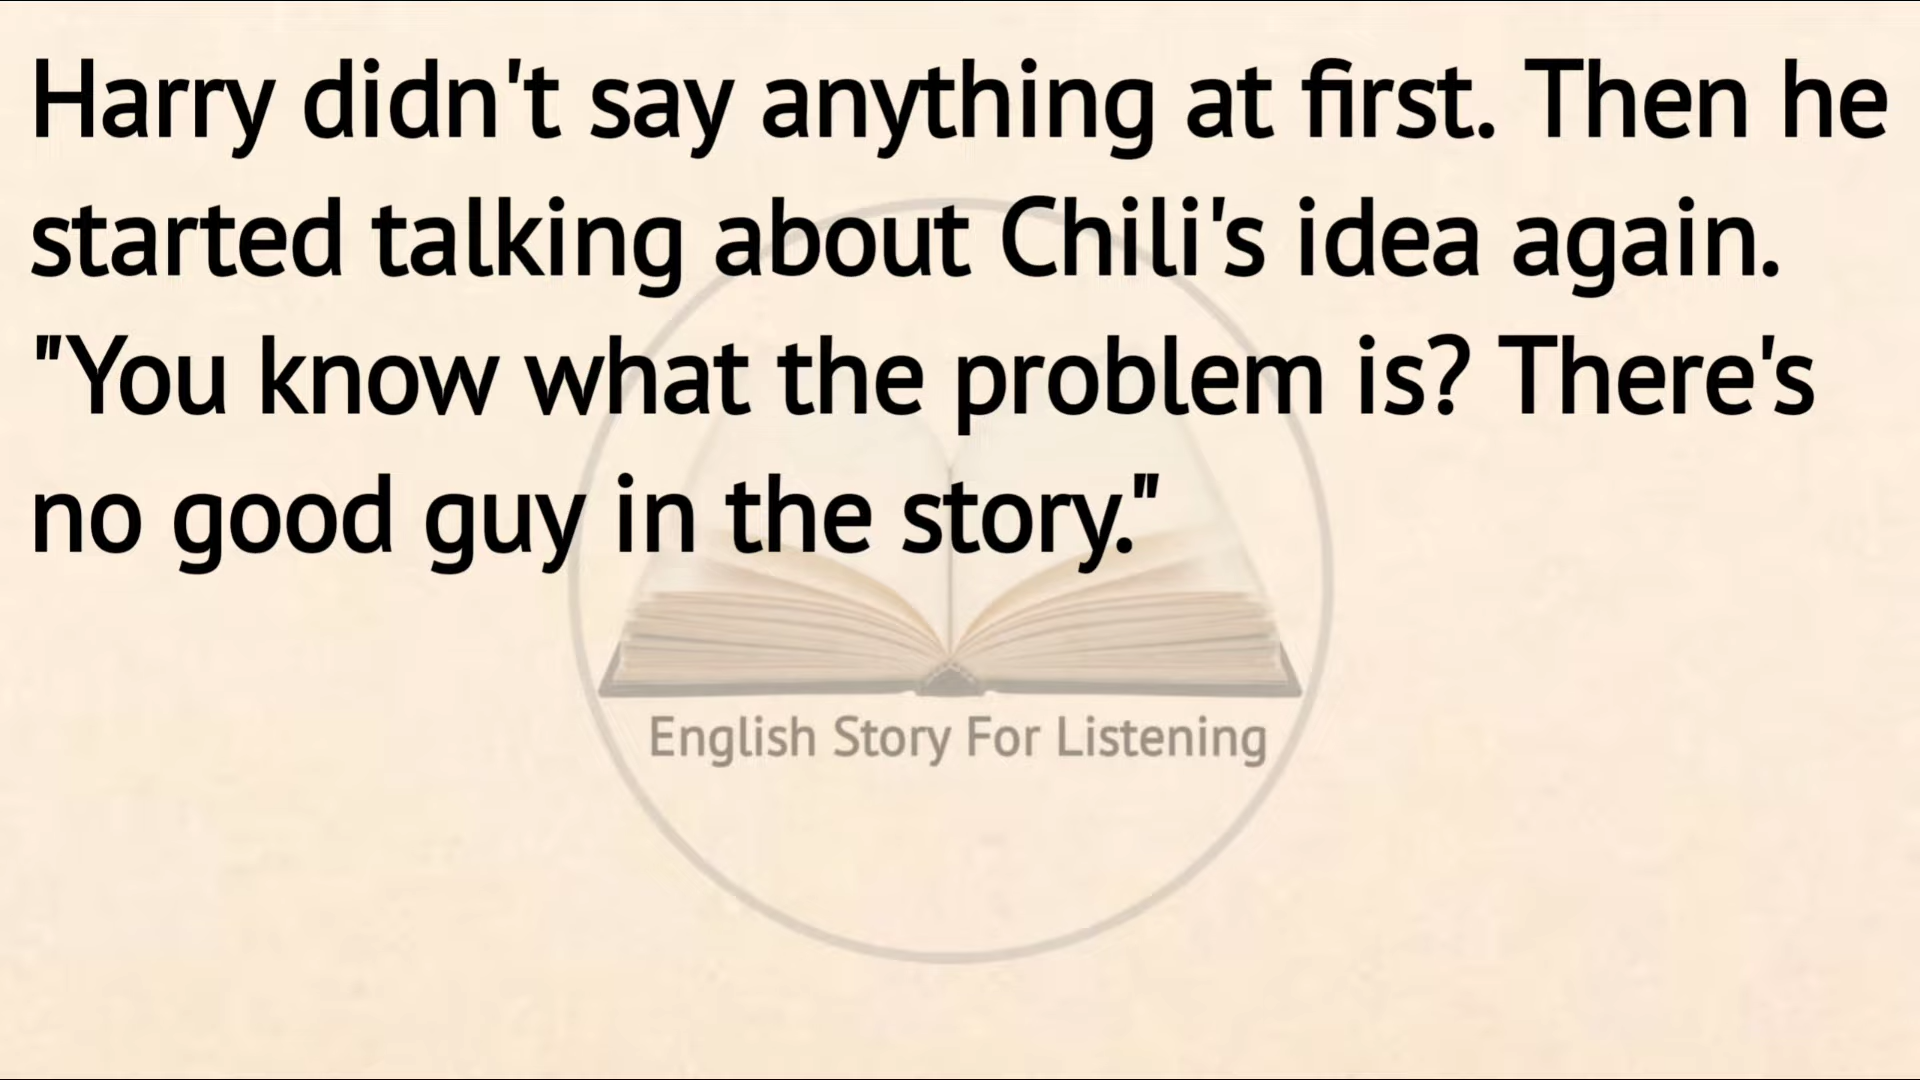 Harry didn't say anything at first. Then he
started talking about Chili's idea again.
"You know what the problem is? There's
no good guy in the story."
English Story For Listening